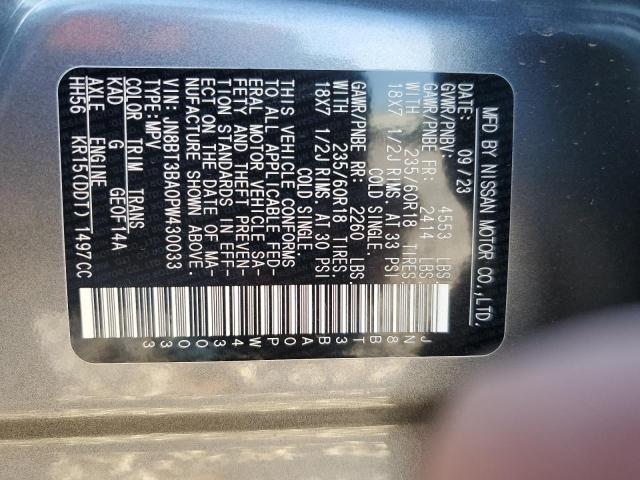 MFD BY NISSAN MOTOR CO.,LTD.
DATE: 09/23
GVWR/PNBV: 4553 LBS
GAWR/PNBE FR: 2414 LBS.
WITH 235/60R18 TIRES,
18X7 1/2J RIMS. AT 33 PSI
COLD SINGLE.
GAWR/PNBE RR: 2260 LBS.
WITH 235/60R18 TIRES,
18X7 1/2J RIMS. AT 30 PSI
COLD SINGLE.
THIS VEHICLE CONFORMS
TO ALL APPLICABLE FED-
ERAL MOTOR VEHICLE SA-
FETY AND THEFT PREVEN-
TION STANDARDS IN EFF-
ECT ON THE DATE OF MA-
NUFACTURE SHOWN ABOVE.
VIN: JN8BT3BA0PW430033
TYPE: MPV
COLOR TRIM TRANS
KAD G GE0F14A
AXLE ENGINE
HH56 KR15(DDT) 1497CC
JN8BT3BA0PW430033